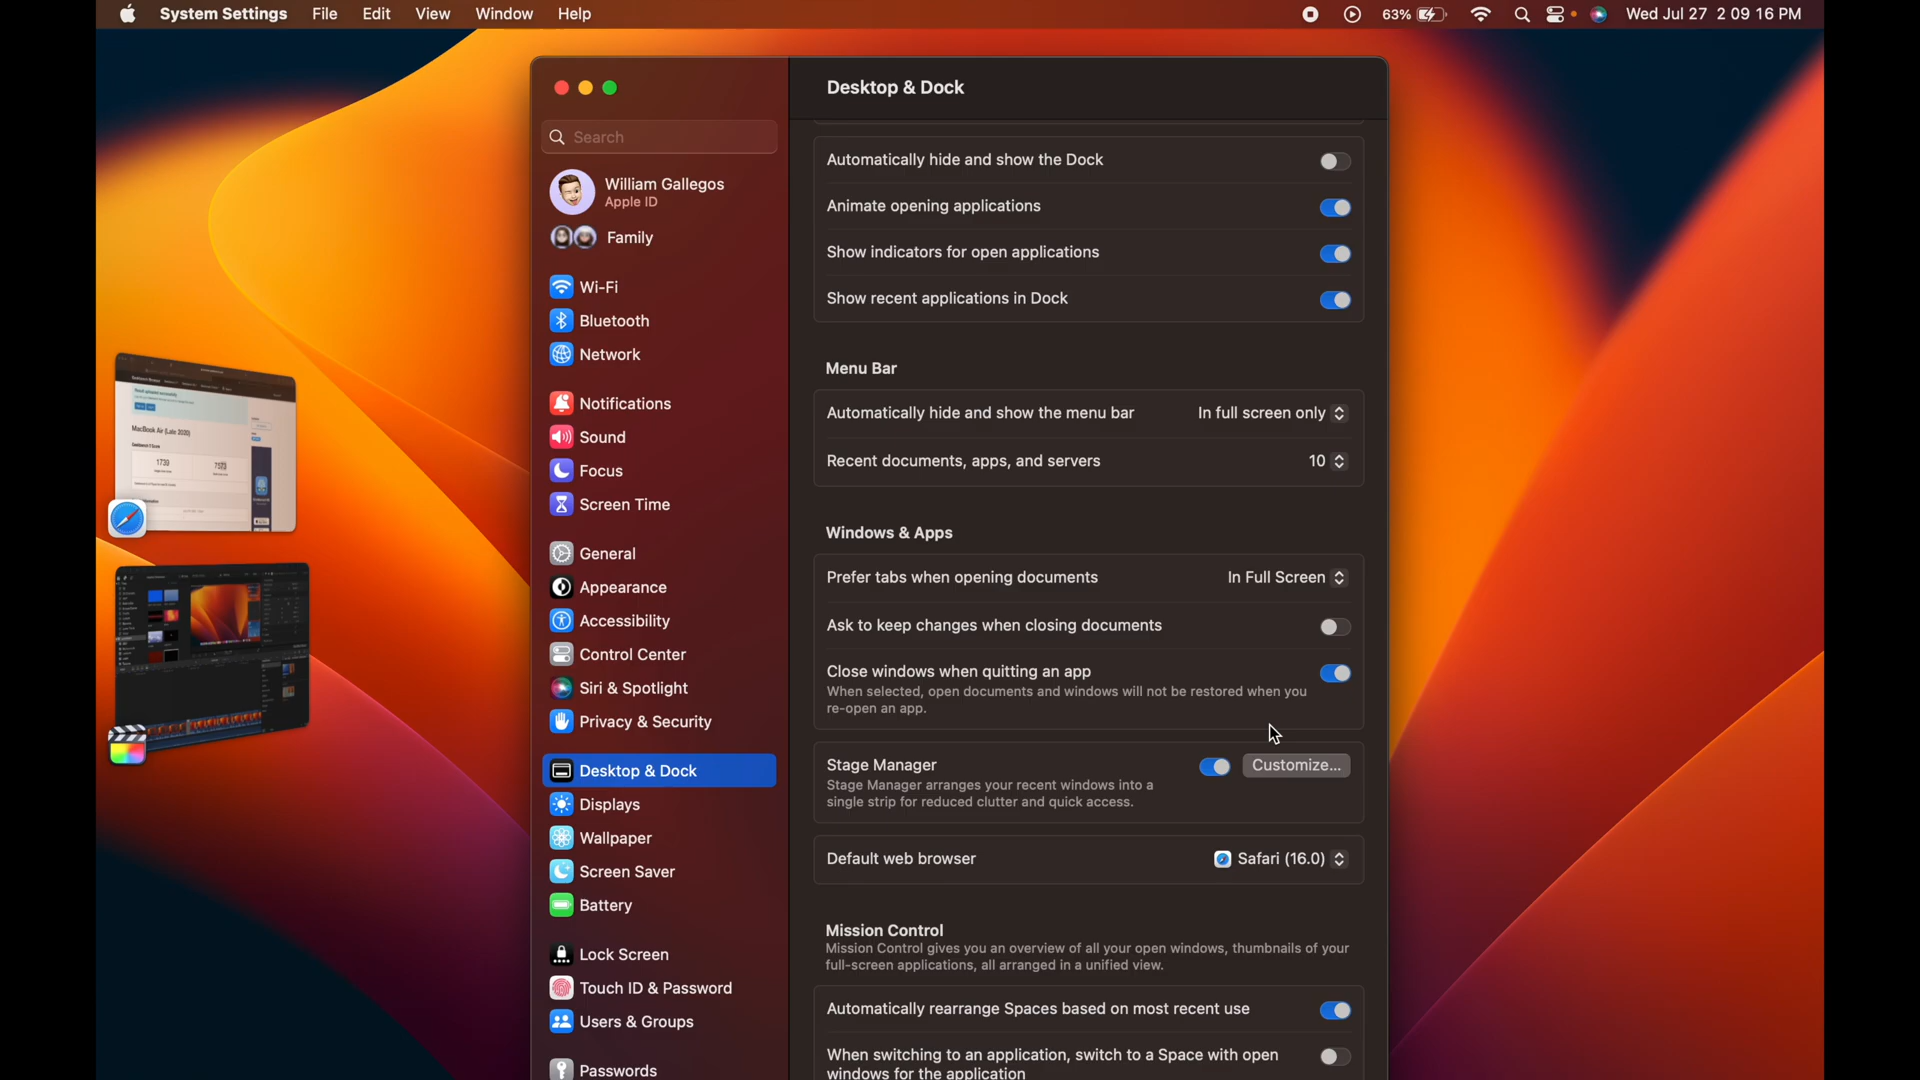 System Settings File Edit View Window Help 63% Wed Jul 27 2 09 16 PM
Desktop & Dock
Search
William Gallegos
Apple ID
Family
Wi-Fi
Bluetooth
Network
Notifications
Sound
Focus
Screen Time
General
Appearance
Accessibility
Control Center
Siri & Spotlight
Privacy & Security
Desktop & Dock
Displays
Wallpaper
Screen Saver
Battery
Lock Screen
Touch ID & Password
Users & Groups
Passwords
Automatically hide and show the Dock
Animate opening applications
Show indicators for open applications
Show recent applications in Dock
Menu Bar
Automatically hide and show the menu bar In full screen only
Recent documents, apps, and servers 10
Windows & Apps
Prefer tabs when opening documents In Full Screen
Ask to keep changes when closing documents
Close windows when quitting an app
When selected, open documents and windows will not be restored when you
re-open an app.
Stage Manager Customize...
Stage Manager arranges your recent windows into a
single strip for reduced clutter and quick access.
Default web browser Safari (16.0)
Mission Control
Mission Control gives you an overview of all your open windows, thumbnails of your
full-screen applications, all arranged in a unified view.
Automatically rearrange Spaces based on most recent use
When switching to an application, switch to a Space with open
windows for the application
MacBook Air (Late 2020)
1739